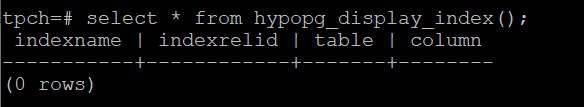 tpch=# select * from hypopg_display_index();
 indexname | indexrelid | table | column
-----------+------------+-------+--------
(0 rows)